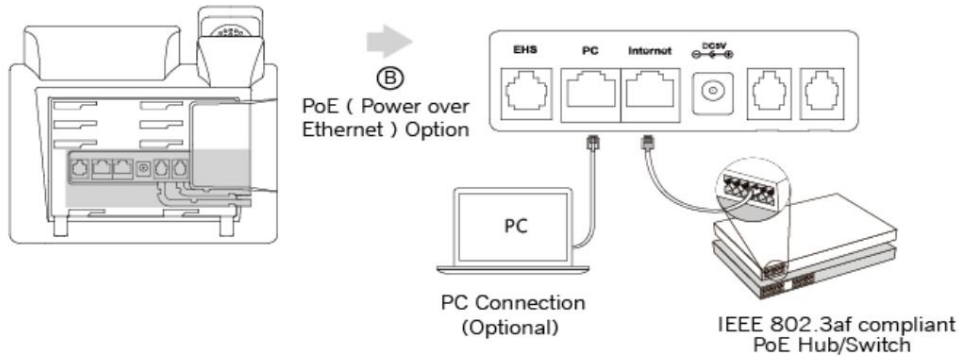 EHS PC Internet DC5V
B
PoE ( Power over
Ethernet ) Option
PC
PC Connection
(Optional)
IEEE 802.3af compliant
PoE Hub/Switch